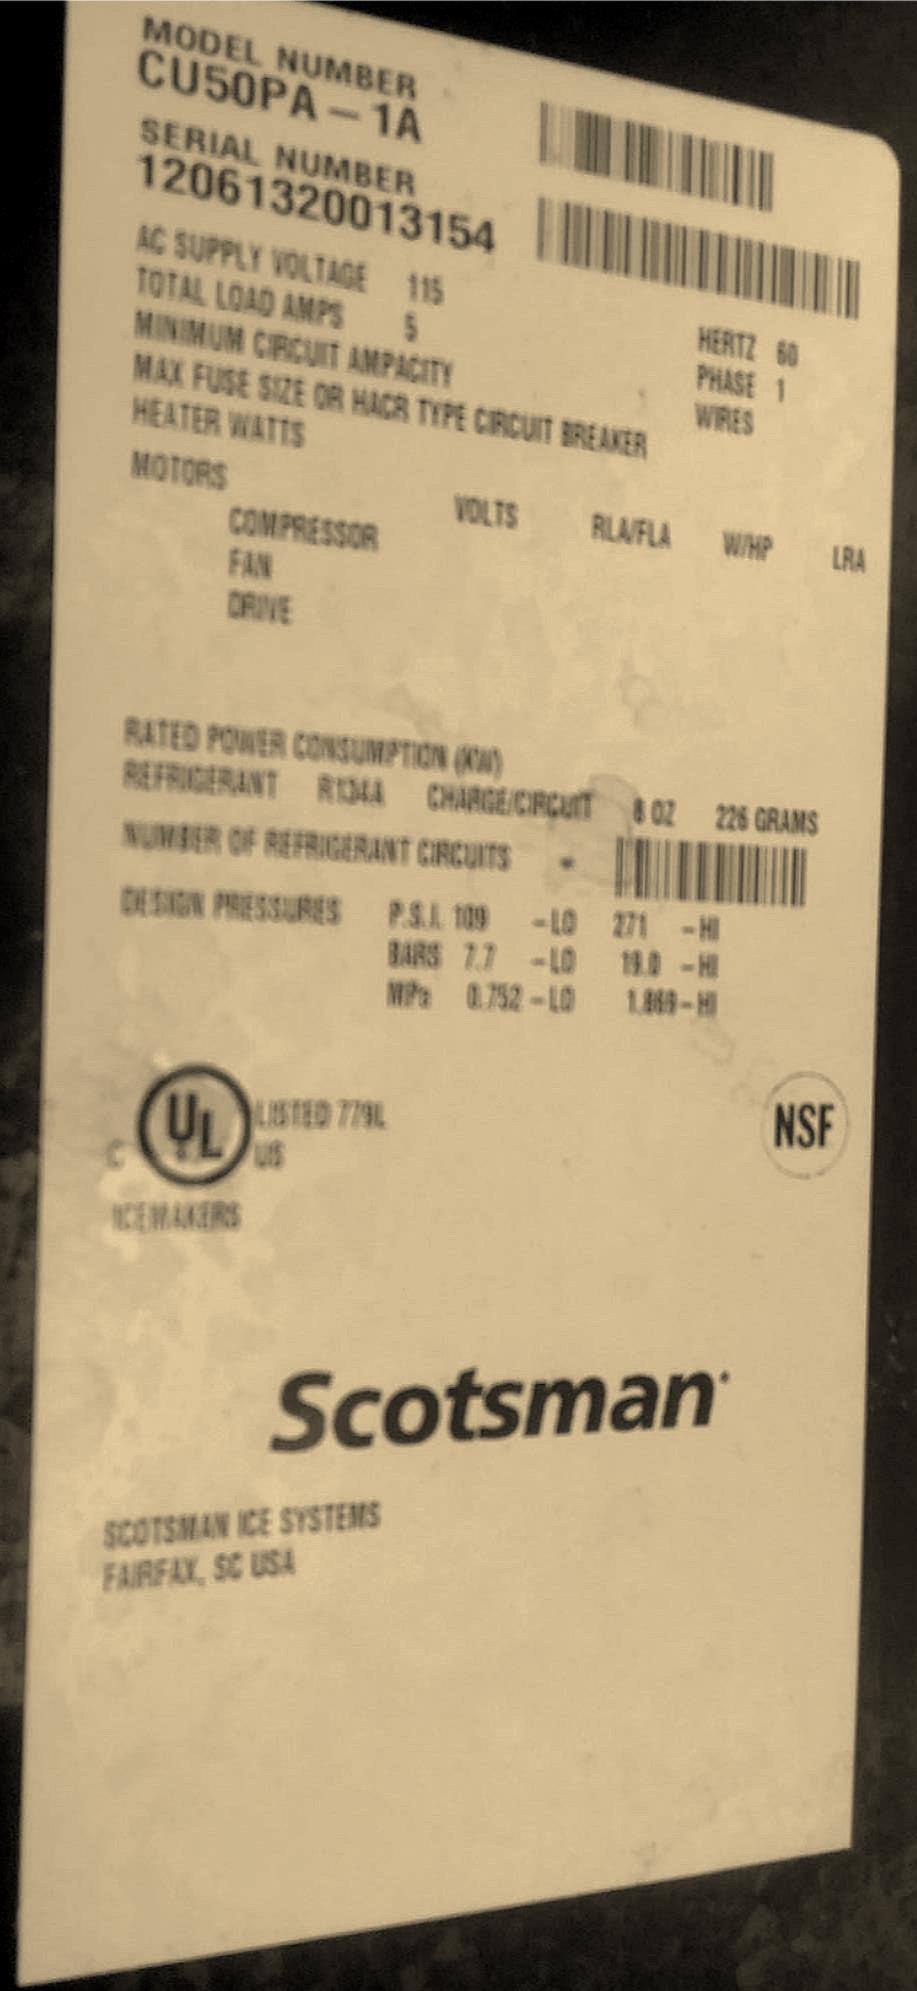 MODEL NUMBER
CU50PA-1A
SERIAL NUMBER
12061320013154
AC SUPPLY VOLTAGE 115
HERTZ 60
TOTAL LOAD AMPS 5
PHASE 1
MINIMUM CIRCUIT AMPACITY
WIRES
MAX FUSE SIZE OR HACR TYPE CIRCUIT BREAKER
HEATER WATTS
MOTORS VOLTS RLA/FLA W/HP LRA
COMPRESSOR
FAN
DRIVE
RATED POWER CONSUMPTION (KW)
REFRIGERANT R134A CHARGE/CIRCUIT 8 OZ 226 GRAMS
NUMBER OF REFRIGERANT CIRCUITS -
DESIGN PRESSURES P.S.I. 109 -LO 271 -HI
BARS 7.7 -LO 19.0 -HI
MPa 0.752-LO 1.869-HI
C UL US LISTED 779L
NSF
ICEMAKERS
Scotsman
SCOTSMAN ICE SYSTEMS
FAIRFAX, SC USA